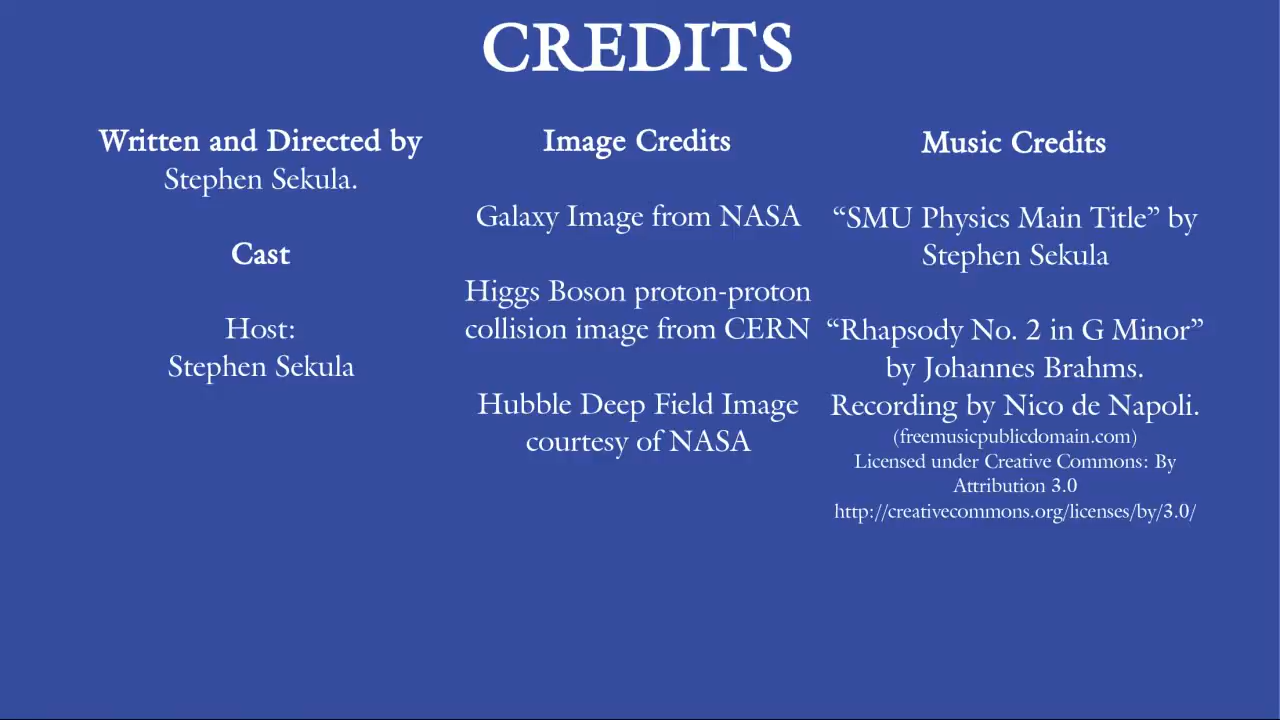 CREDITS
Written and Directed by
Stephen Sekula.
Cast
Host:
Stephen Sekula
Image Credits
Galaxy Image from NASA
Higgs Boson proton-proton
collision image from CERN
Hubble Deep Field Image
courtesy of NASA
Music Credits
“SMU Physics Main Title” by
Stephen Sekula
“Rhapsody No. 2 in G Minor”
by Johannes Brahms.
Recording by Nico de Napoli.
(freemusicpublicdomain.com)
Licensed under Creative Commons: By
Attribution 3.0
http://creativecommons.org/licenses/by/3.0/